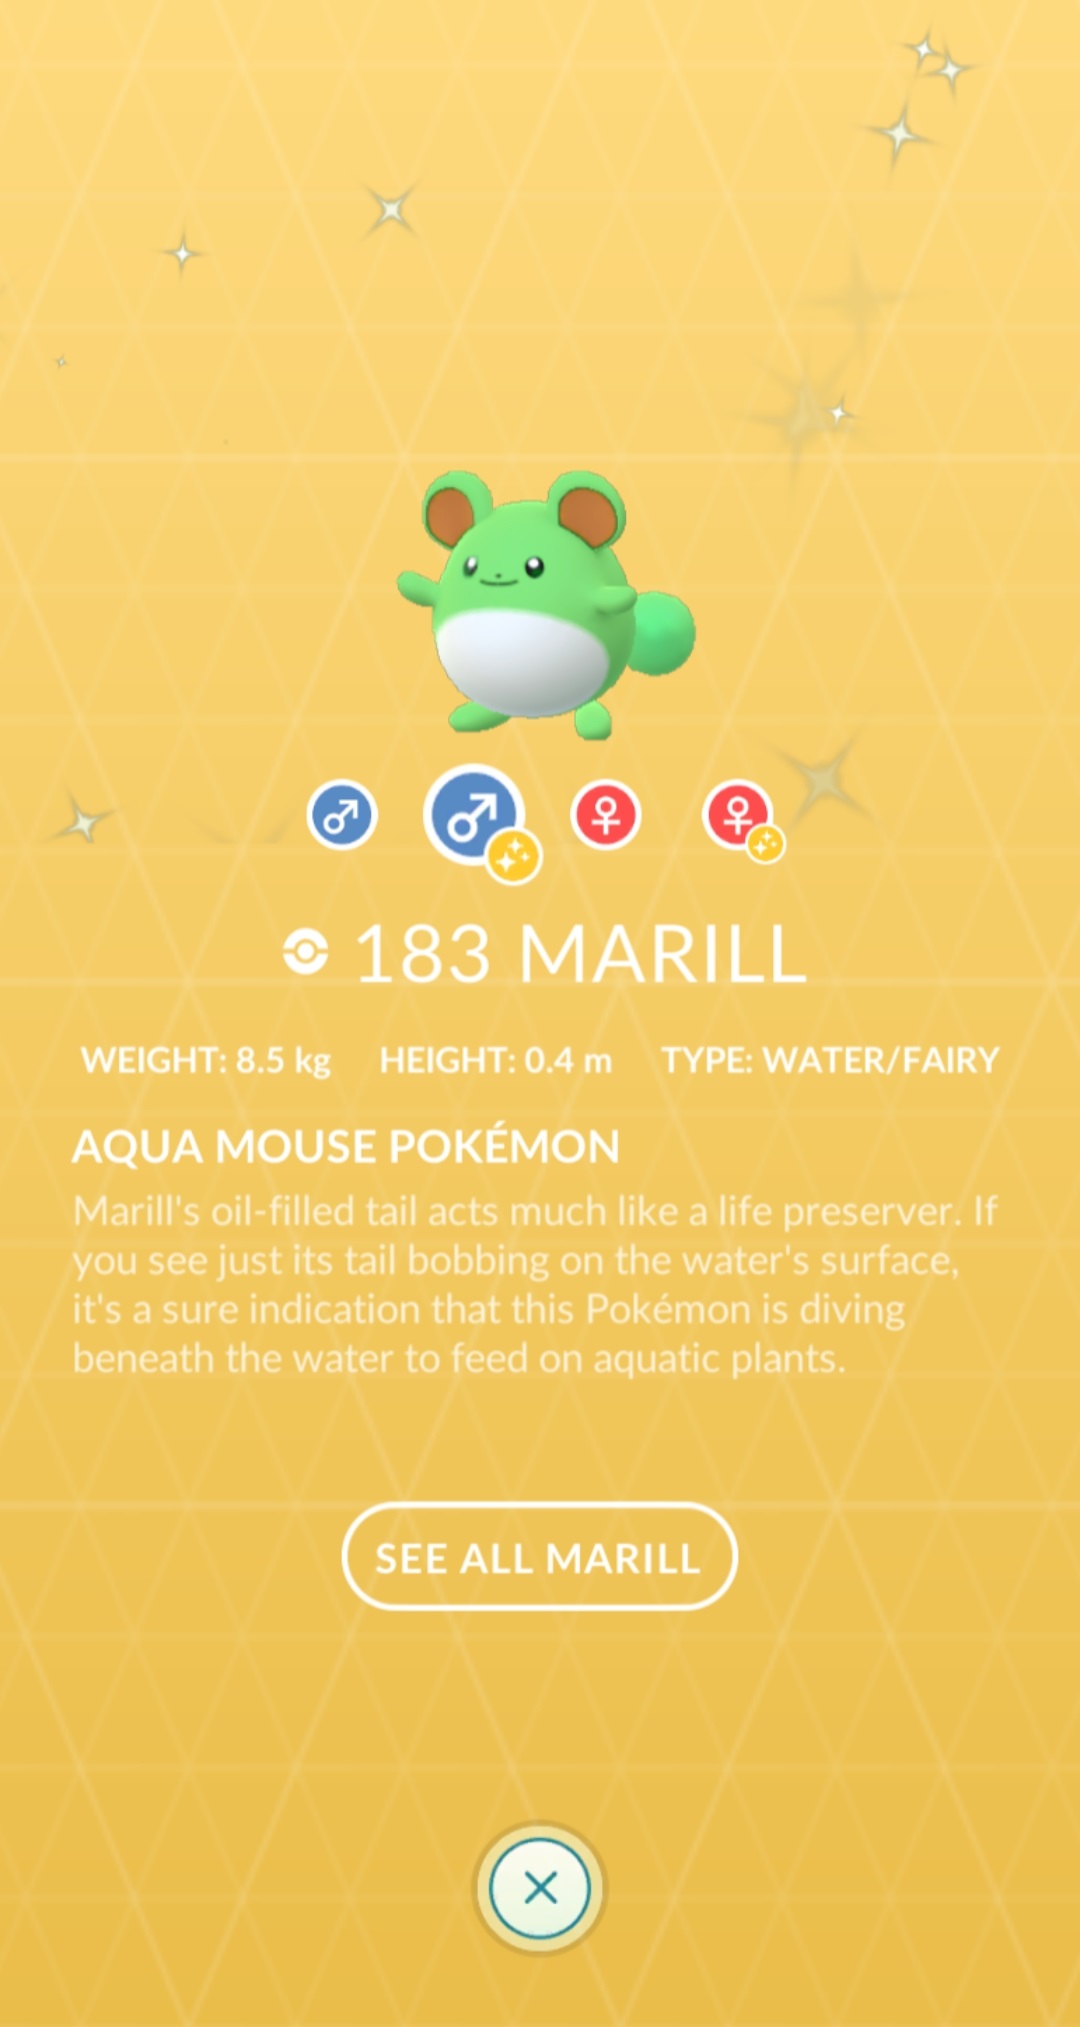 183 MARILL
WEIGHT: 8.5 kg HEIGHT: 0.4 m TYPE: WATER/FAIRY
AQUA MOUSE POKÉMON
Marill's oil-filled tail acts much like a life preserver. If
you see just its tail bobbing on the water's surface,
it's a sure indication that this Pokémon is diving
beneath the water to feed on aquatic plants.
SEE ALL MARILL